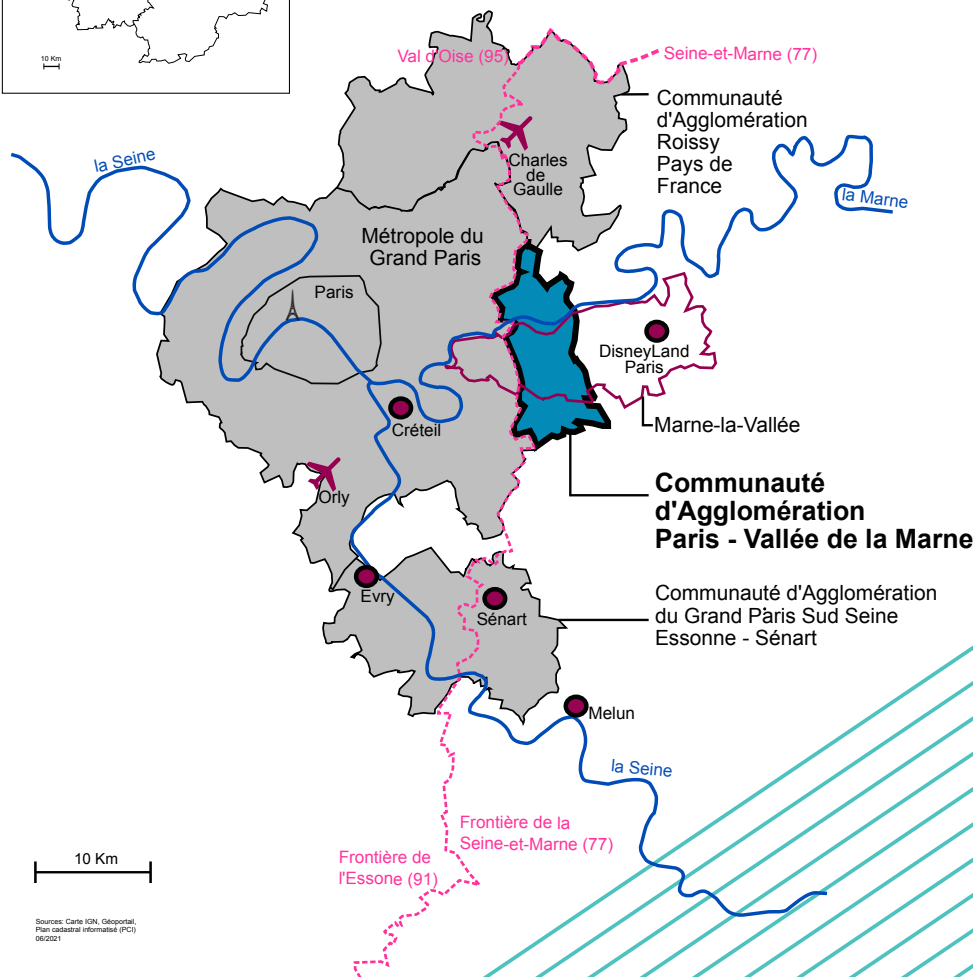 10 Km
Val d'Oise (95)
Seine-et-Marne (77)
Communauté
d'Agglomération
Roissy
Pays de
France
la Seine
Charles
de
Gaulle
la Marne
Métropole du
Grand Paris
Paris
DisneyLand
Paris
Créteil
Marne-la-Vallée
Orly
Communauté
d'Agglomération
Paris - Vallée de la Marne
Evry
Sénart
Communauté d'Agglomération
du Grand Paris Sud Seine
Essonne - Sénart
Melun
la Seine
Frontière de la
Seine-et-Marne (77)
Frontière de
l'Essone (91)
10 Km
Sources: Carte IGN, Géoportail,
Plan cadastral informatisé (PCI)
06/2021